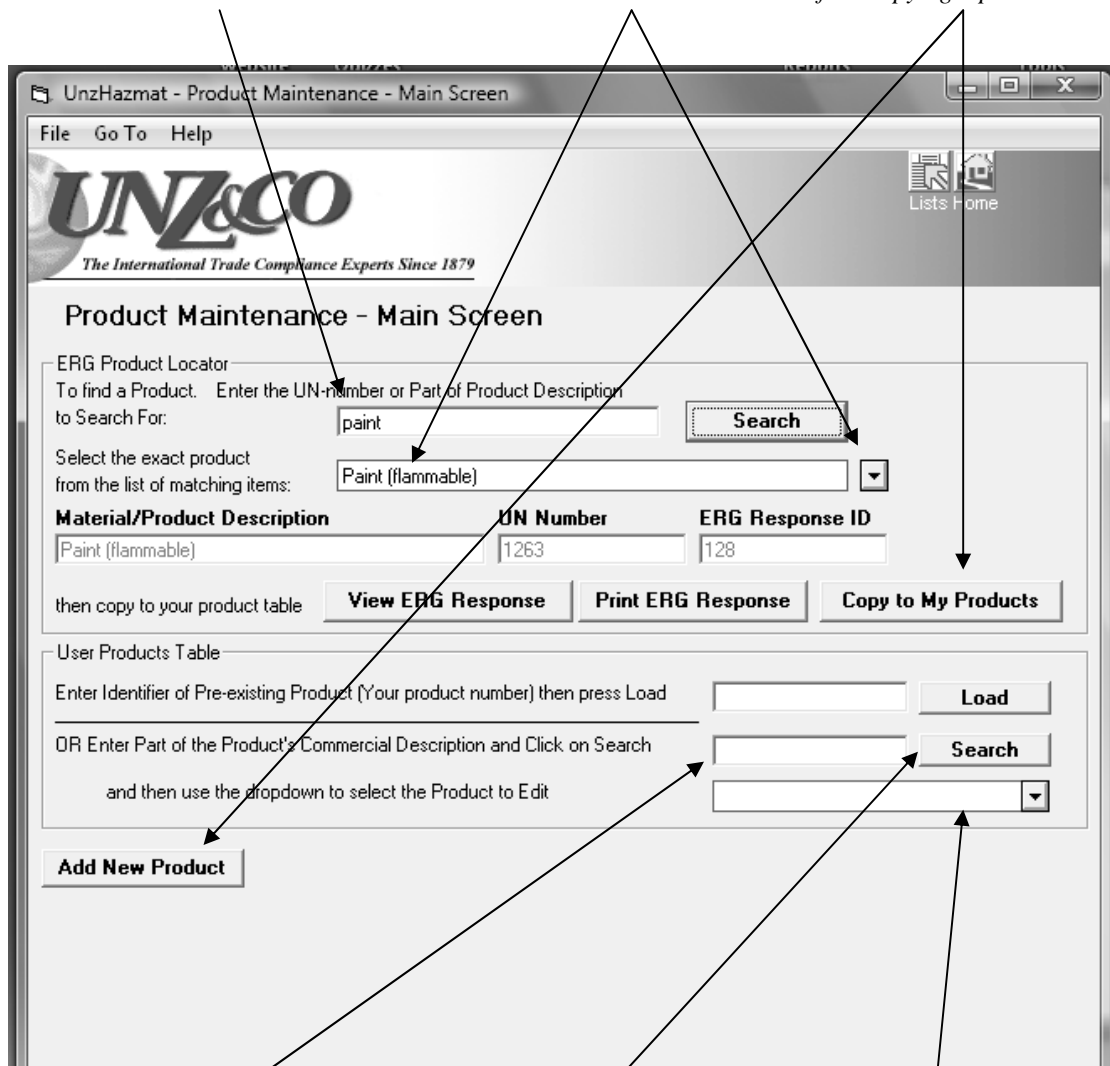 UnzHazmat - Product Maintenance - Main Screen
File Go To Help
UNZ&CO
Lists Home
The International Trade Compliance Experts Since 1879
Product Maintenance - Main Screen
ERG Product Locator
To find a Product. Enter the UN-number or Part of Product Description
to Search For:
paint
Search
Select the exact product
from the list of matching items:
Paint (flammable)
Material/Product Description UN Number ERG Response ID
Paint (flammable) 1263 128
then copy to your product table View ERG Response Print ERG Response Copy to My Products
User Products Table
Enter Identifier of Pre-existing Product (Your product number) then press Load Load
OR Enter Part of the Product's Commercial Description and Click on Search Search
and then use the dropdown to select the Product to Edit
Add New Product